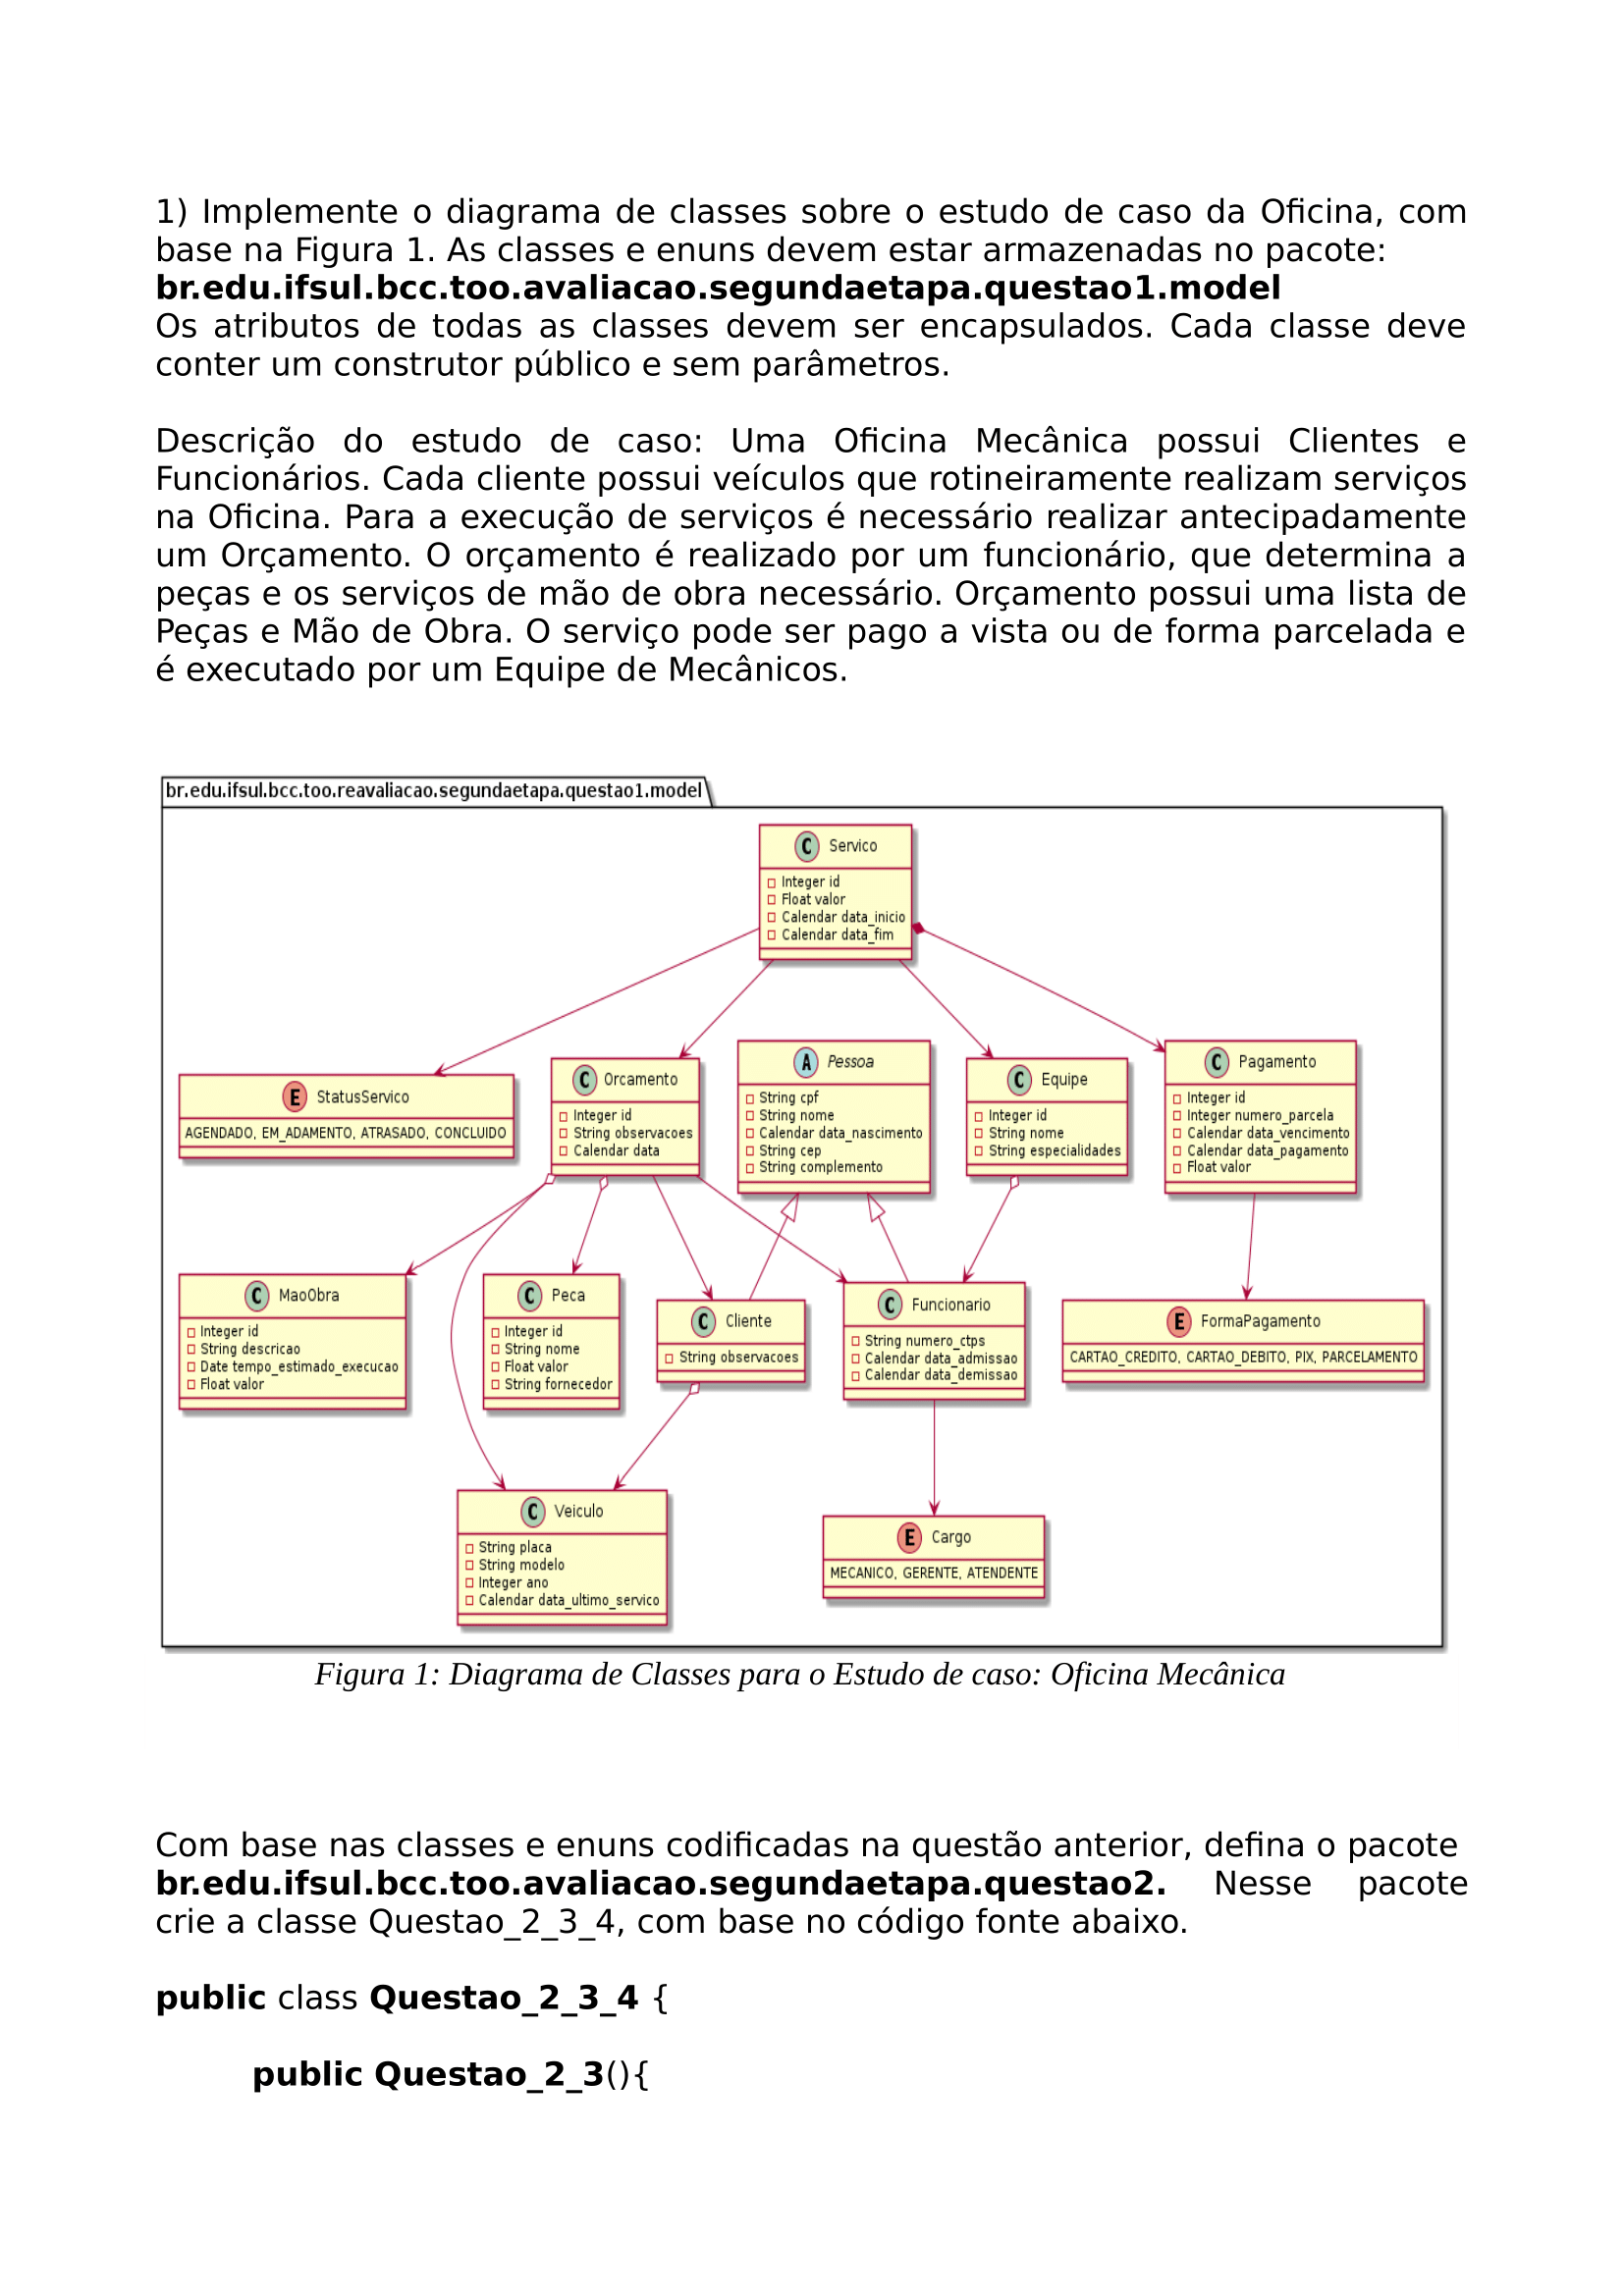 1) Implemente o diagrama de classes sobre o estudo de caso da Oficina, com
base na Figura 1. As classes e enuns devem estar armazenadas no pacote:
br.edu.ifsul.bcc.too.avaliacao.segundaetapa.questao1.model
Os atributos de todas as classes devem ser encapsulados. Cada classe deve
conter um construtor público e sem parâmetros.
Descrição do estudo de caso: Uma Oficina Mecânica possui Clientes e
Funcionários. Cada cliente possui veículos que rotineiramente realizam serviços
na Oficina. Para a execução de serviços é necessário realizar antecipadamente
um Orçamento. O orçamento é realizado por um funcionário, que determina a
peças e os serviços de mão de obra necessário. Orçamento possui uma lista de
Peças e Mão de Obra. O serviço pode ser pago a vista ou de forma parcelada e
é executado por um Equipe de Mecânicos.
br.edu.ifsul.bcc.too.reavaliacao.segundaetapa.questao1.model
C Servico
Integer id
Float valor
Calendar data_inicio
Calendar data_fim
E StatusServico
AGENDADO, EM_ADAMENTO, ATRASADO, CONCLUIDO
C Orcamento
Integer id
String observacoes
Calendar data
A Pessoa
String cpf
String nome
Calendar data_nascimento
String cep
String complemento
C Equipe
Integer id
String nome
String especialidades
C Pagamento
Integer id
Integer numero_parcela
Calendar data_vencimento
Calendar data_pagamento
Float valor
C MaoObra
Integer id
String descricao
Date tempo_estimado_execucao
Float valor
C Peca
Integer id
String nome
Float valor
String fornecedor
C Cliente
String observacoes
C Funcionario
String numero_ctps
Calendar data_admissao
Calendar data_demissao
E FormaPagamento
CARTAO_CREDITO, CARTAO_DEBITO, PIX, PARCELAMENTO
C Veiculo
String placa
String modelo
Integer ano
Calendar data_ultimo_servico
E Cargo
MECANICO, GERENTE, ATENDENTE
Figura 1: Diagrama de Classes para o Estudo de caso: Oficina Mecânica
Com base nas classes e enuns codificadas na questão anterior, defina o pacote
br.edu.ifsul.bcc.too.avaliacao.segundaetapa.questao2. Nesse pacote
crie a classe Questao_2_3_4, com base no código fonte abaixo.
public class Questao_2_3_4 {
public Questao_2_3(){